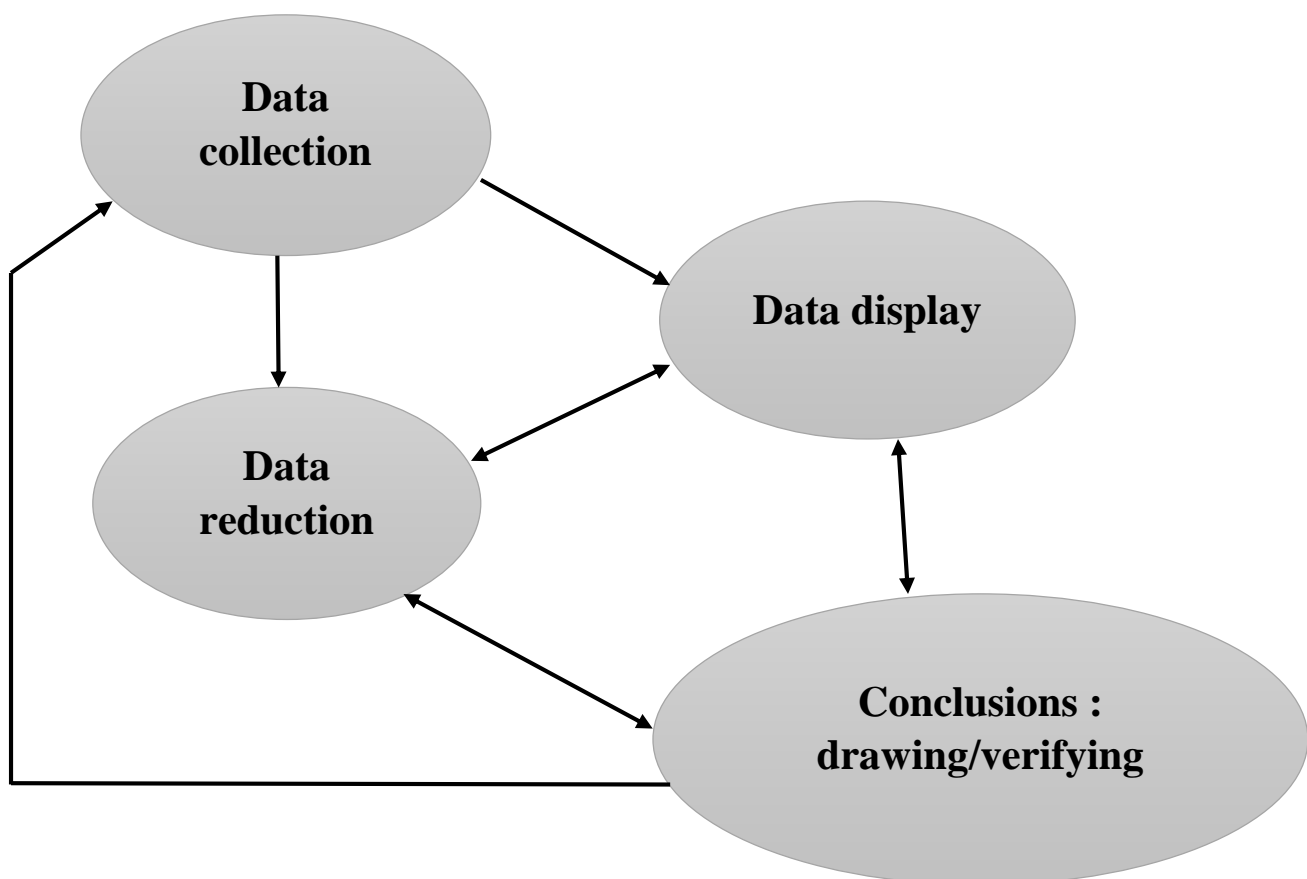 Data
collection
Data display
Data
reduction
Conclusions :
drawing/verifying